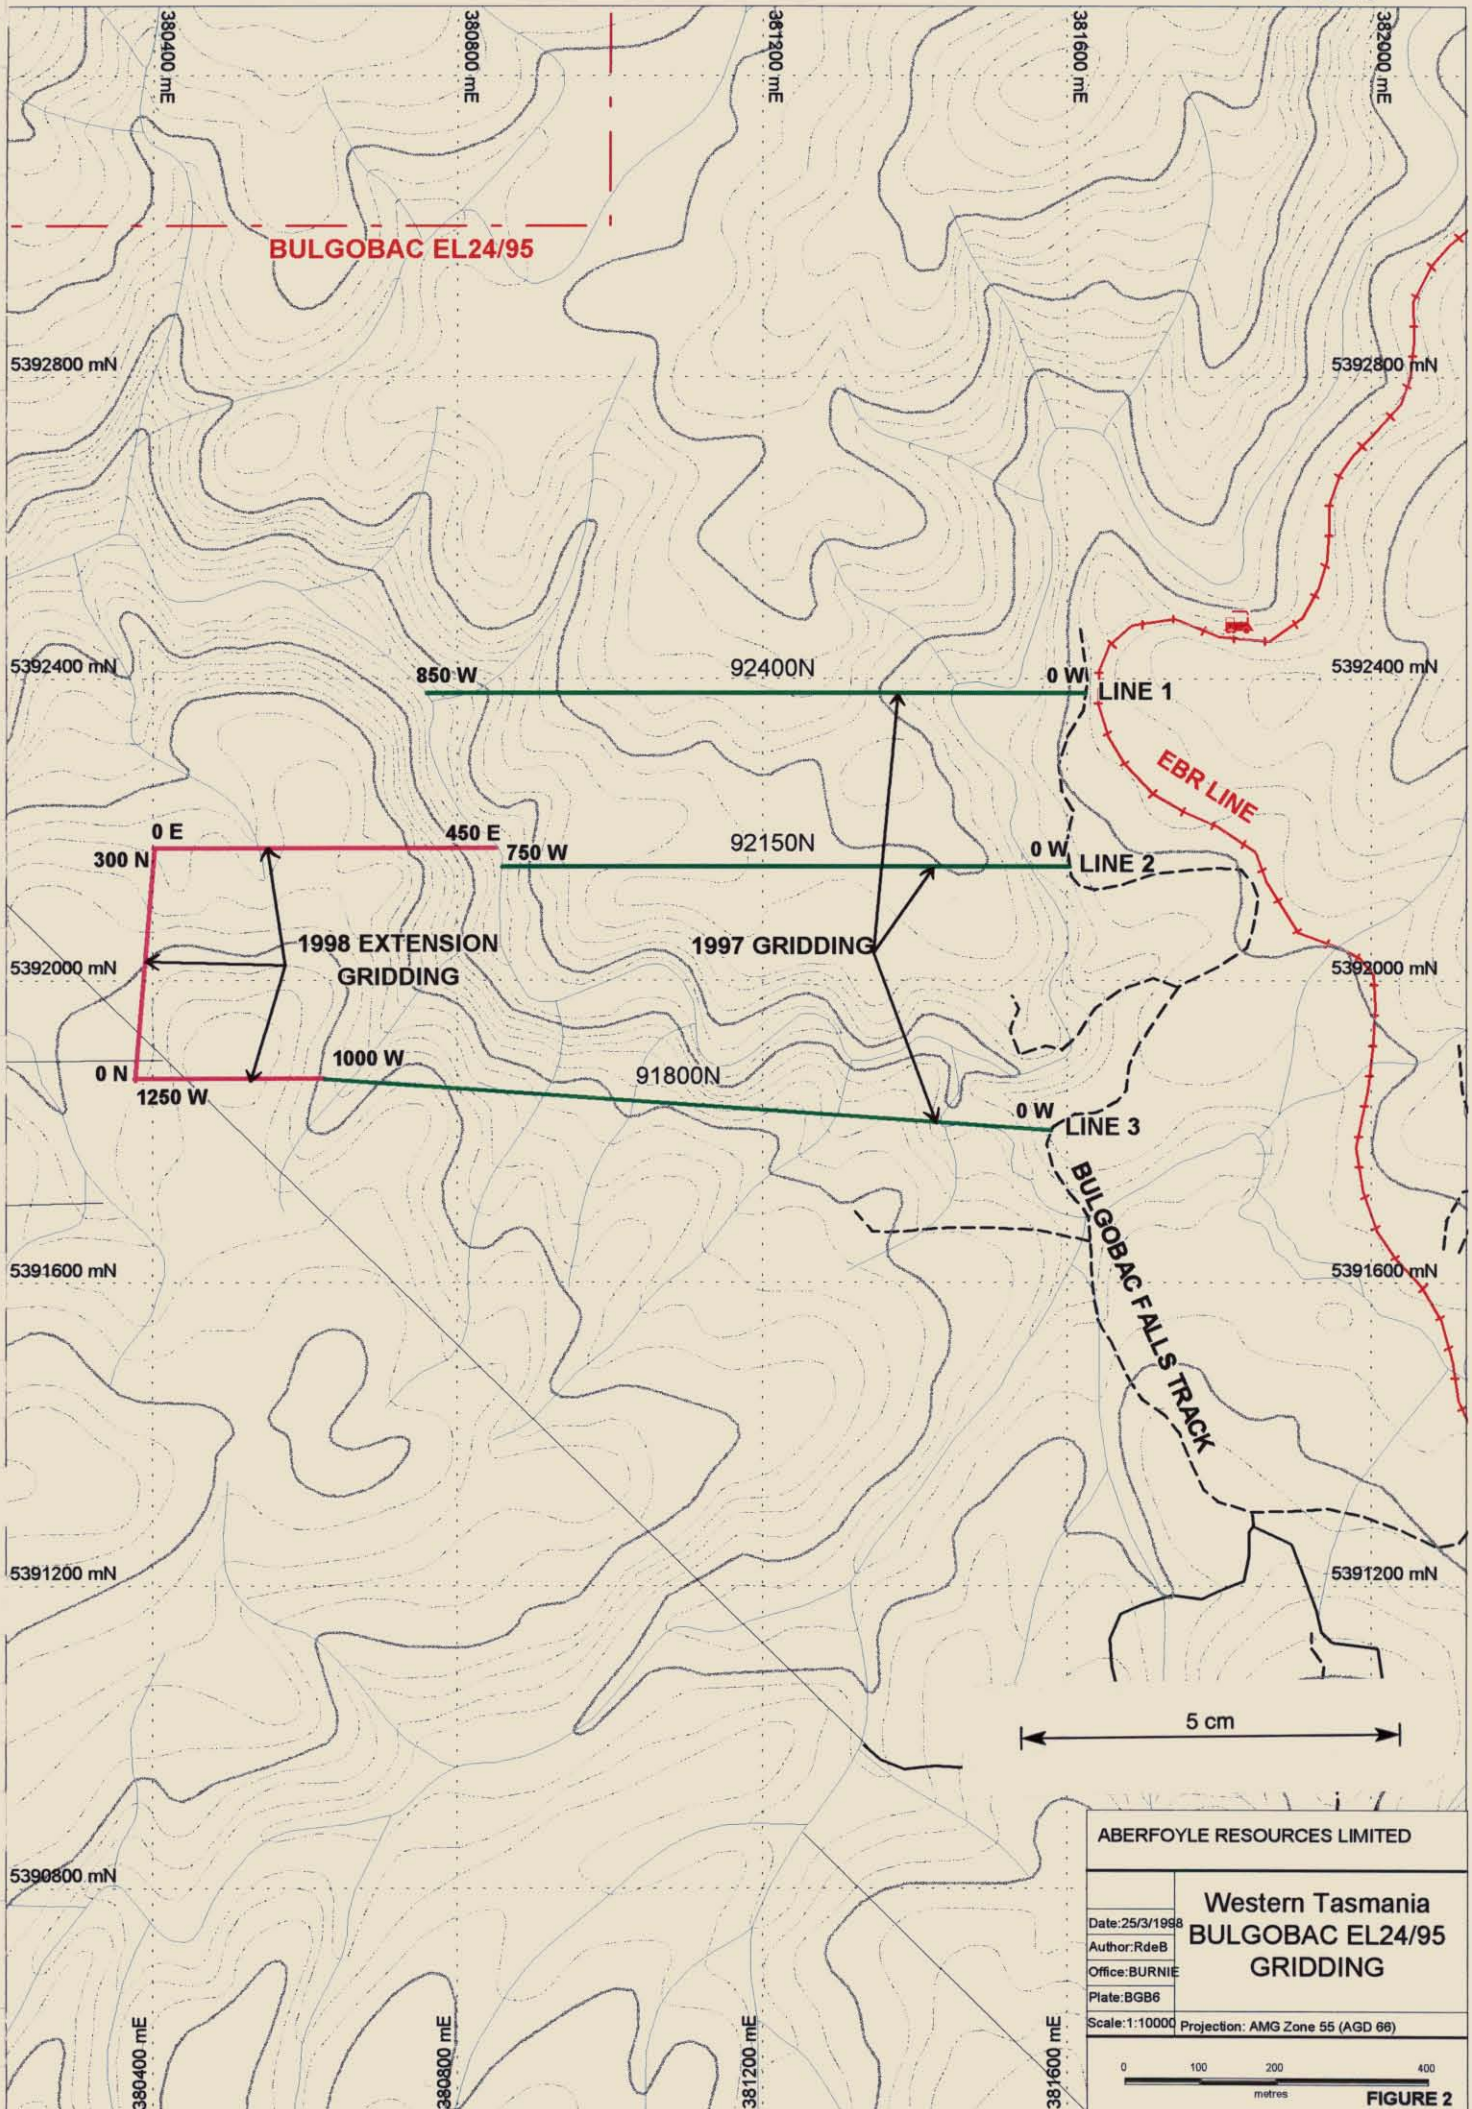 380400 mE
380800 mE
381200 mE
381600 mE
382000 mE
BULGOBAC EL24/95
5392800 mN
5392800 mN
5392400 mN
5392400 mN
850 W
92400N
0 W
LINE 1
EBR LINE
0 E
450 E
300 N
750 W
92150N
0 W
LINE 2
1998 EXTENSION
GRIDDING
1997 GRIDDING
5392000 mN
5392000 mN
0 N
1250 W
1000 W
91800N
0 W
LINE 3
BULGOBAC FALLS TRACK
5391600 mN
5391600 mN
5391200 mN
5391200 mN
5 cm
5390800 mN
380400 mE
380800 mE
381200 mE
381600 mE
ABERFOYLE RESOURCES LIMITED
Western Tasmania
BULGOBAC EL24/95
GRIDDING
Date:25/3/1998
Author:RdeB
Office:BURNIE
Plate:BGB6
Scale:1:10000
Projection: AMG Zone 55 (AGD 66)
0 100 200 400
metres
FIGURE 2